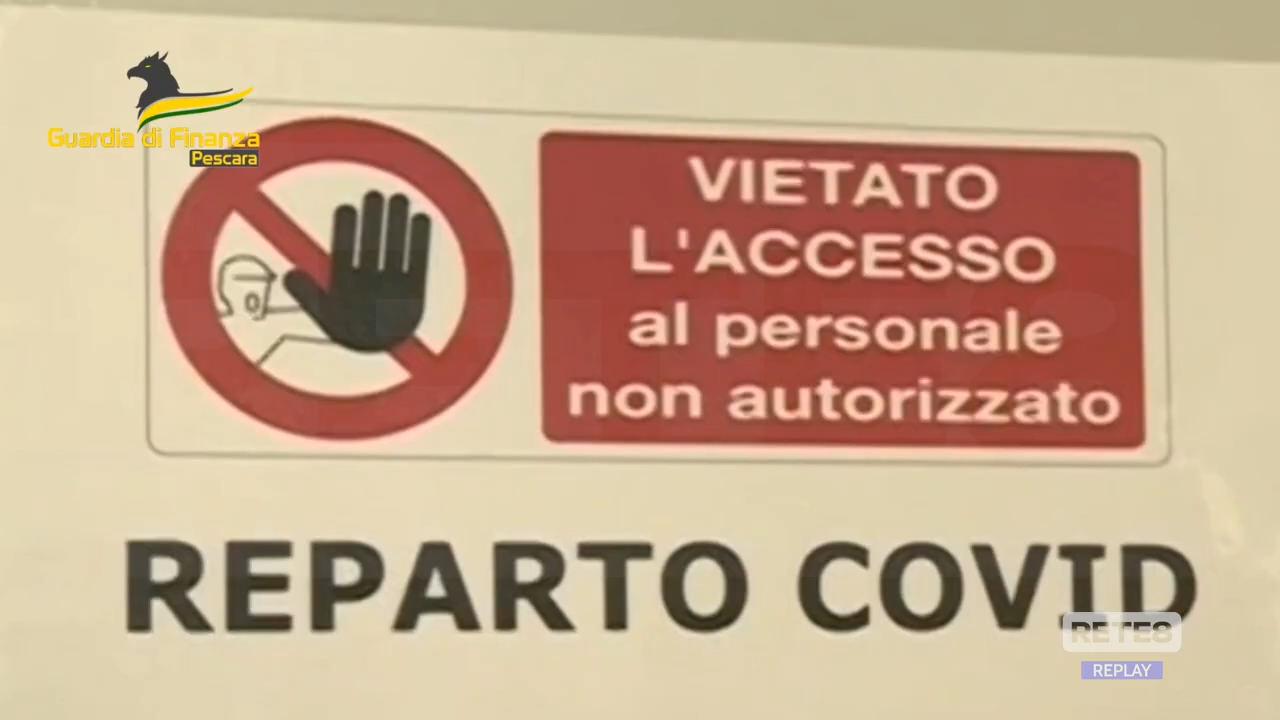 Guardia di Finanza
Pescara
VIETATO
L'ACCESSO
al personale
non autorizzato
REPARTO COVID
RETE8
REPLAY